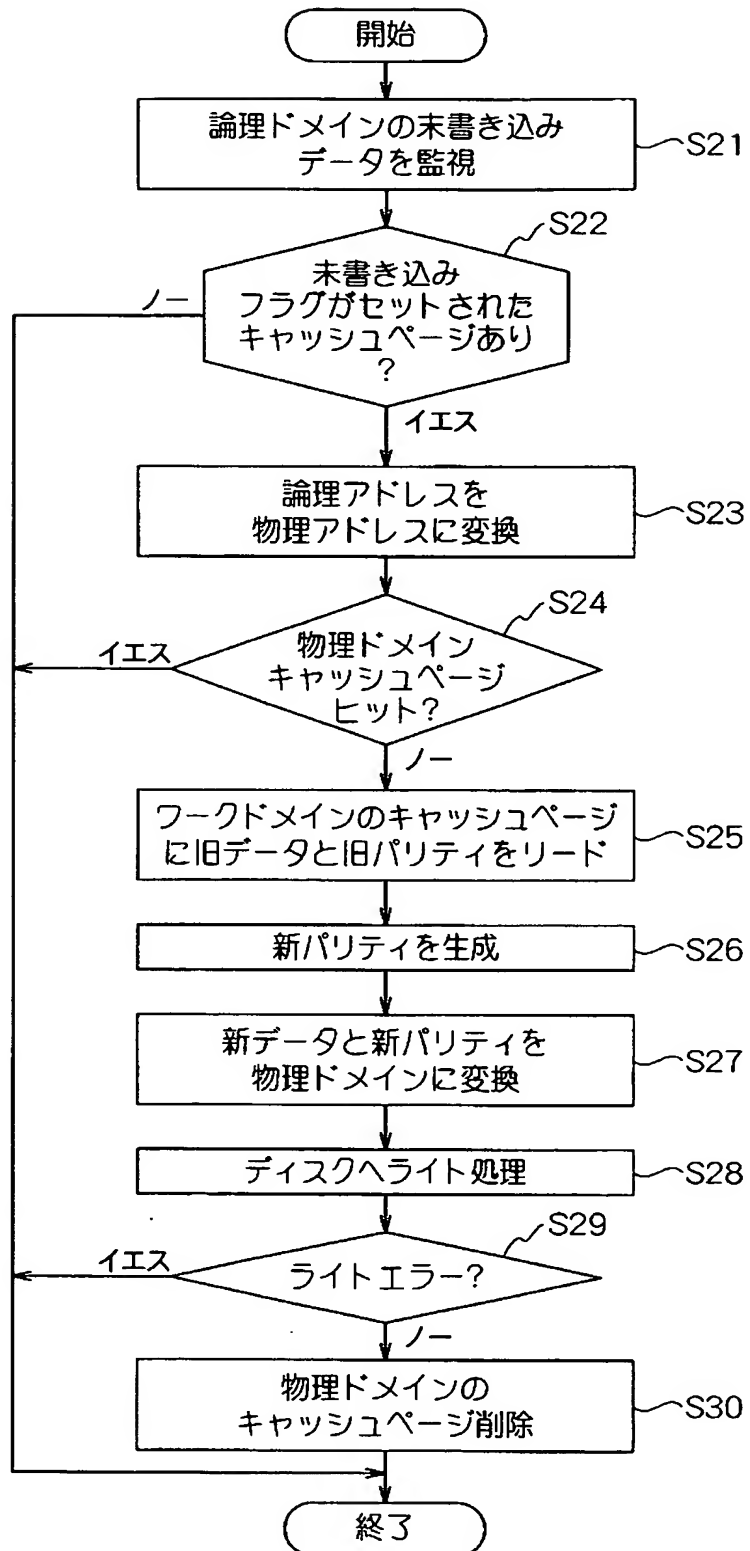 開始
論理ドメインの未書き込み
データを監視
S21
S22
未書き込み
フラグがセットされた
キャッシュページあり
?
ノー
イエス
論理アドレスを
物理アドレスに変換
S23
S24
物理ドメイン
キャッシュページ
ヒット?
イエス
ノー
ワークドメインのキャッシュページ
に旧データと旧パリティをリード
S25
新パリティを生成
S26
新データと新パリティを
物理ドメインに変換
S27
ディスクへライト処理
S28
S29
ライトエラー?
イエス
ノー
物理ドメインの
キャッシュページ削除
S30
終了